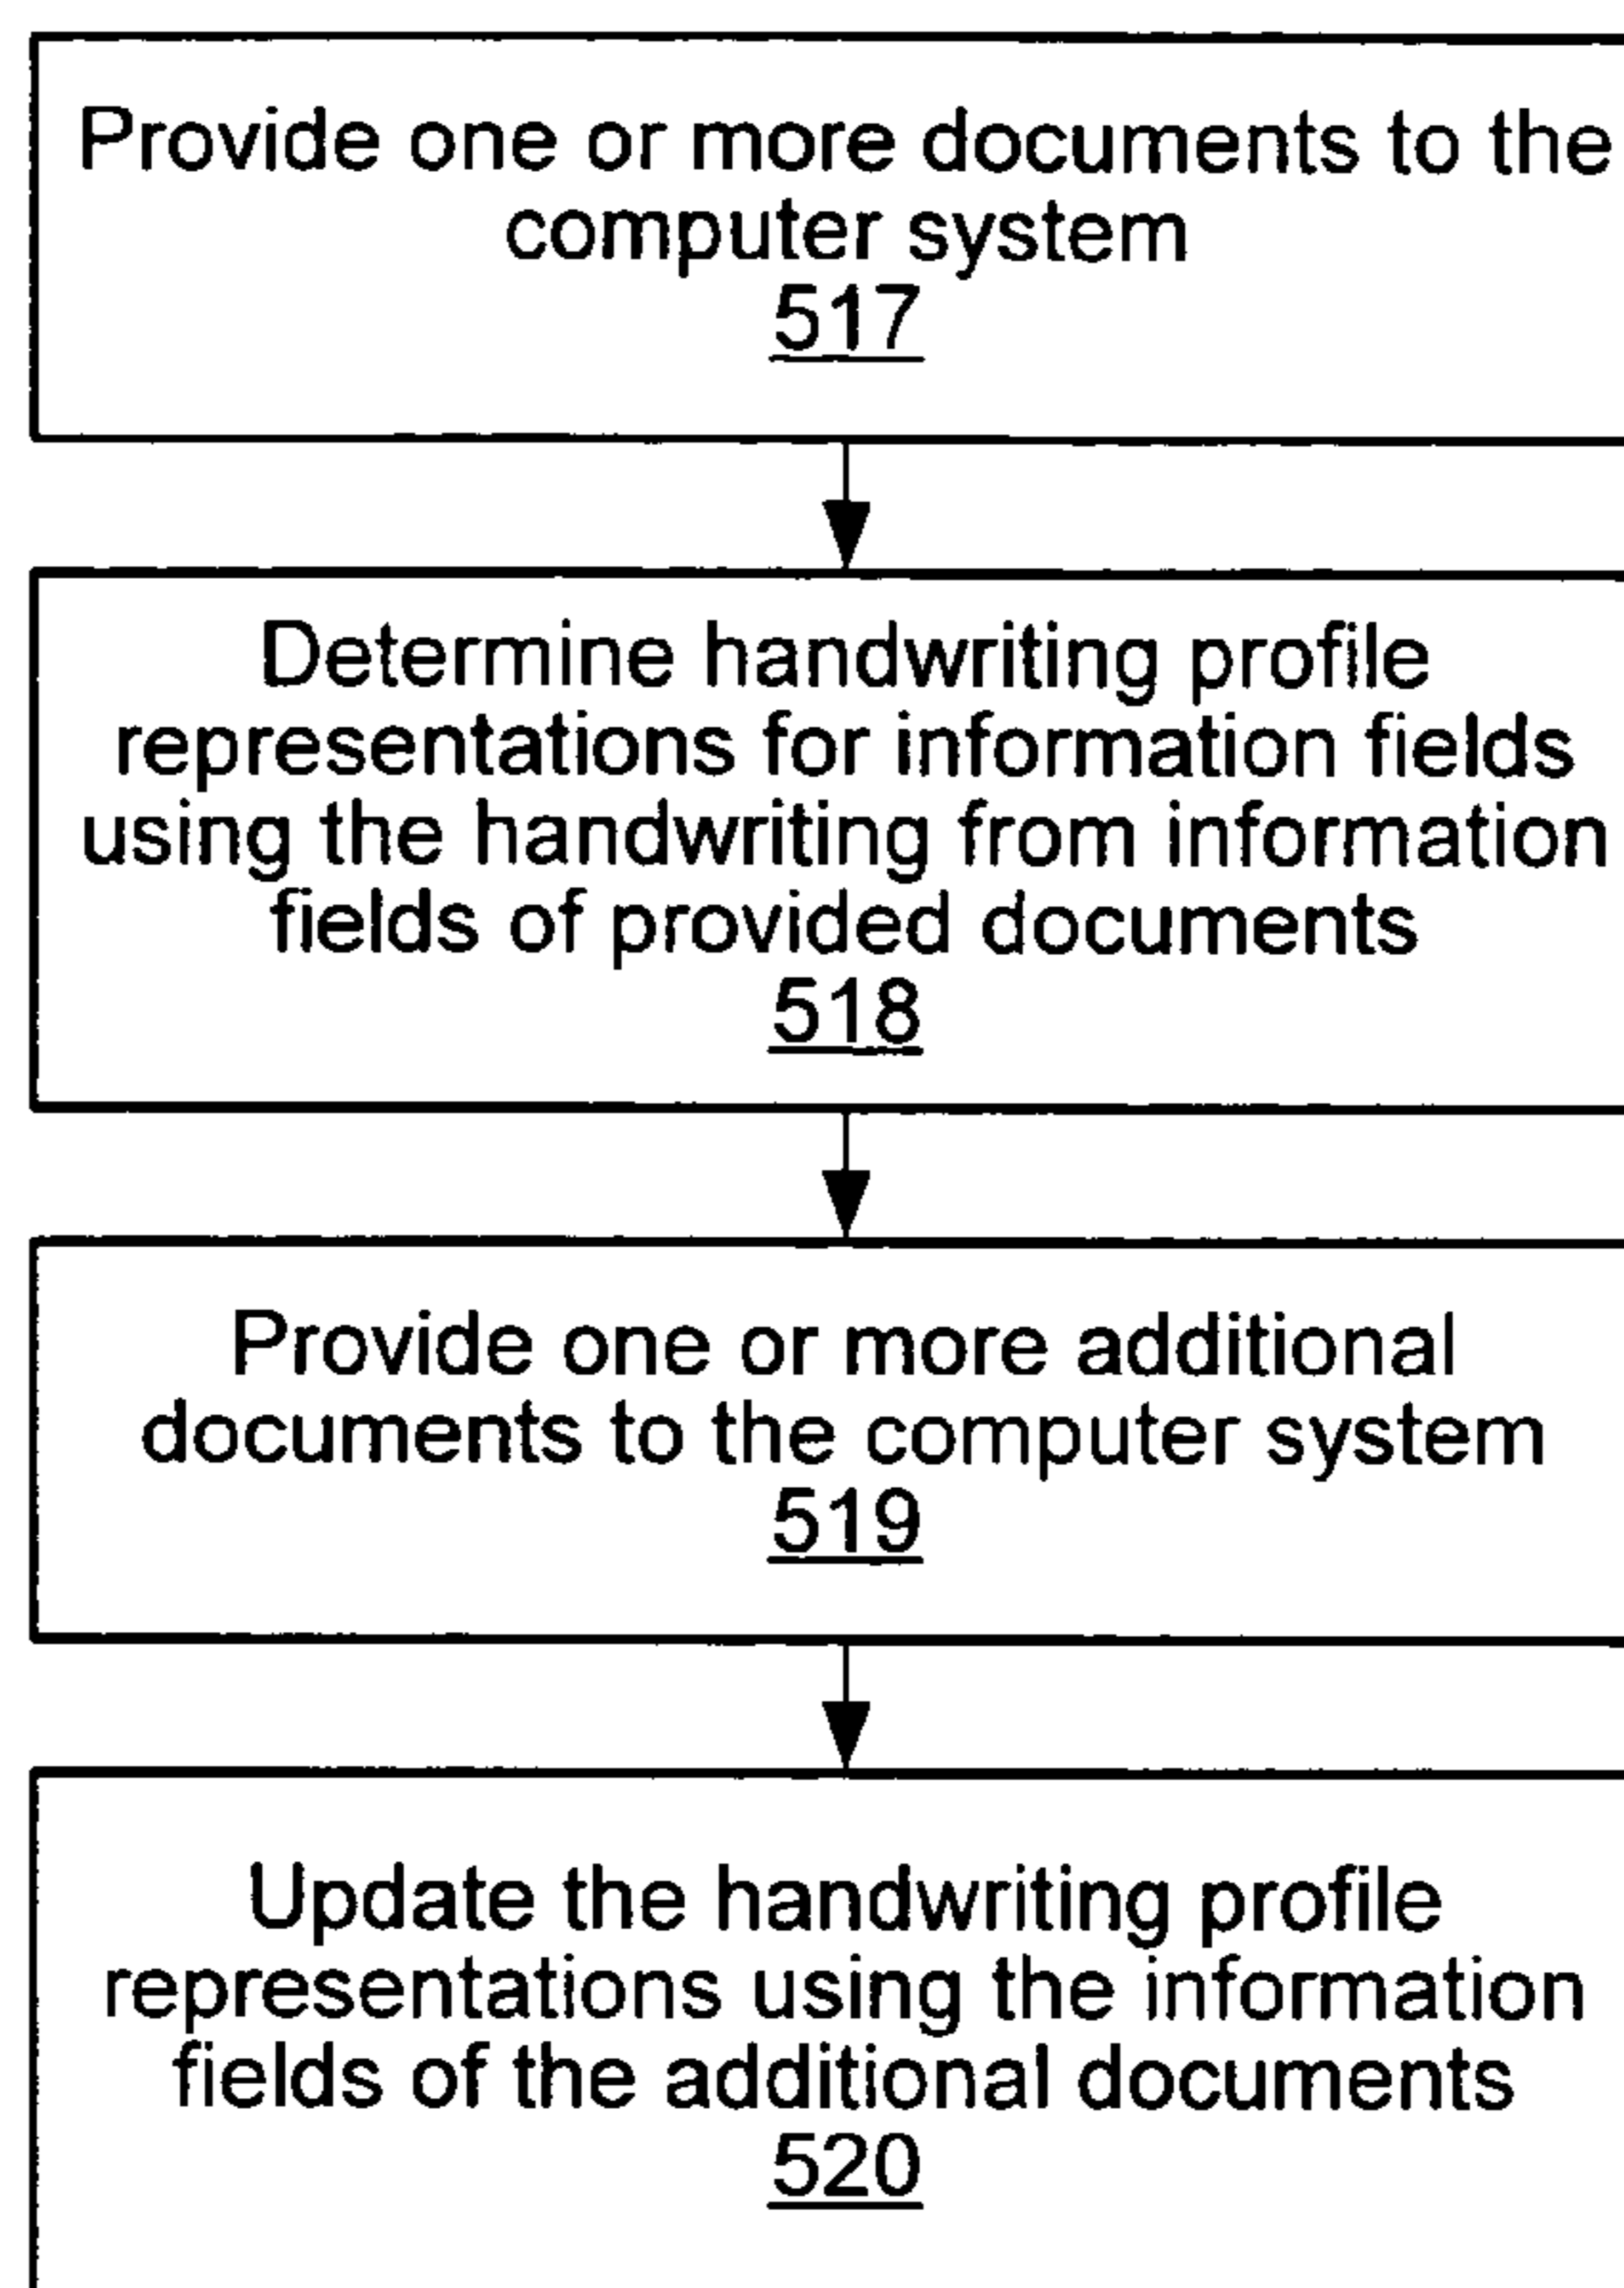 Provide one or more documents to the
computer system
517
Determine handwriting profile
representations for information fields
using the handwriting from information
fields of provided documents
518
Provide one or more additional
documents to the computer system
519
Update the handwriting profile
representations using the information
fields of the additional documents
520